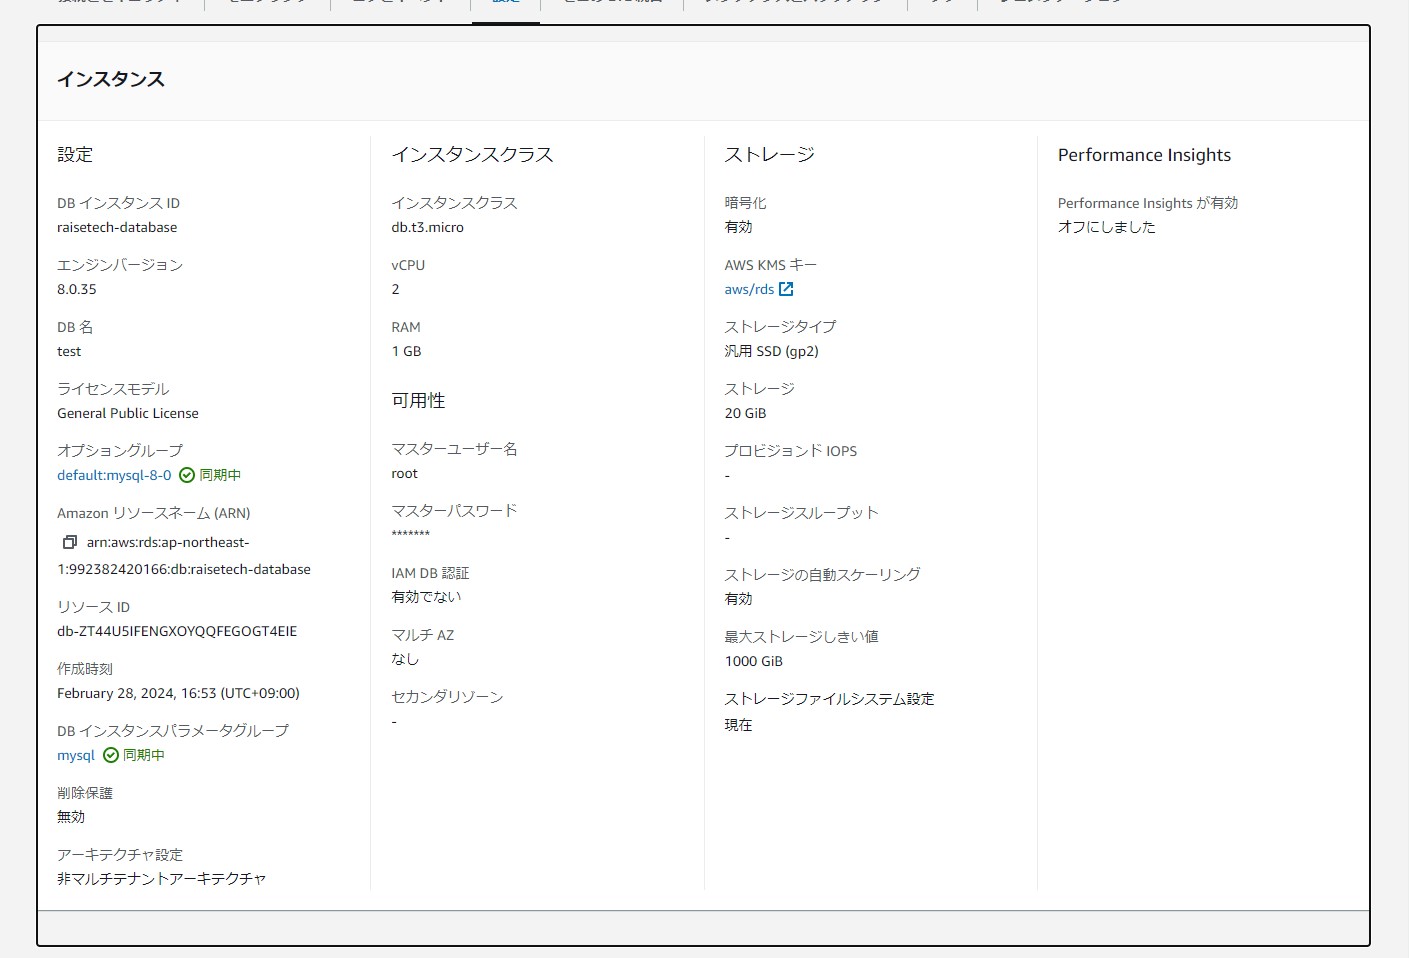 設定
インスタンス
設定
DB インスタンス ID
raisetech-database
エンジンバージョン
8.0.35
DB 名
test
ライセンスモデル
General Public License
オプショングループ
default:mysql-8-0 同期中
Amazon リソースネーム (ARN)
arn:aws:rds:ap-northeast-
1:992382420166:db:raisetech-database
リソース ID
db-ZT44U5IFENGXOYQQFEGOGT4EIE
作成時刻
February 28, 2024, 16:53 (UTC+09:00)
DB インスタンスパラメータグループ
mysql 同期中
削除保護
無効
アーキテクチャ設定
非マルチテナントアーキテクチャ
インスタンスクラス
インスタンスクラス
db.t3.micro
vCPU
2
RAM
1 GB
可用性
マスターユーザー名
root
マスターパスワード
*******
IAM DB 認証
有効でない
マルチ AZ
なし
セカンダリゾーン
-
ストレージ
暗号化
有効
AWS KMS キー
aws/rds
ストレージタイプ
汎用 SSD (gp2)
ストレージ
20 GiB
プロビジョンド IOPS
-
ストレージスループット
-
ストレージの自動スケーリング
有効
最大ストレージしきい値
1000 GiB
ストレージファイルシステム設定
現在
Performance Insights
Performance Insights が有効
オフにしました